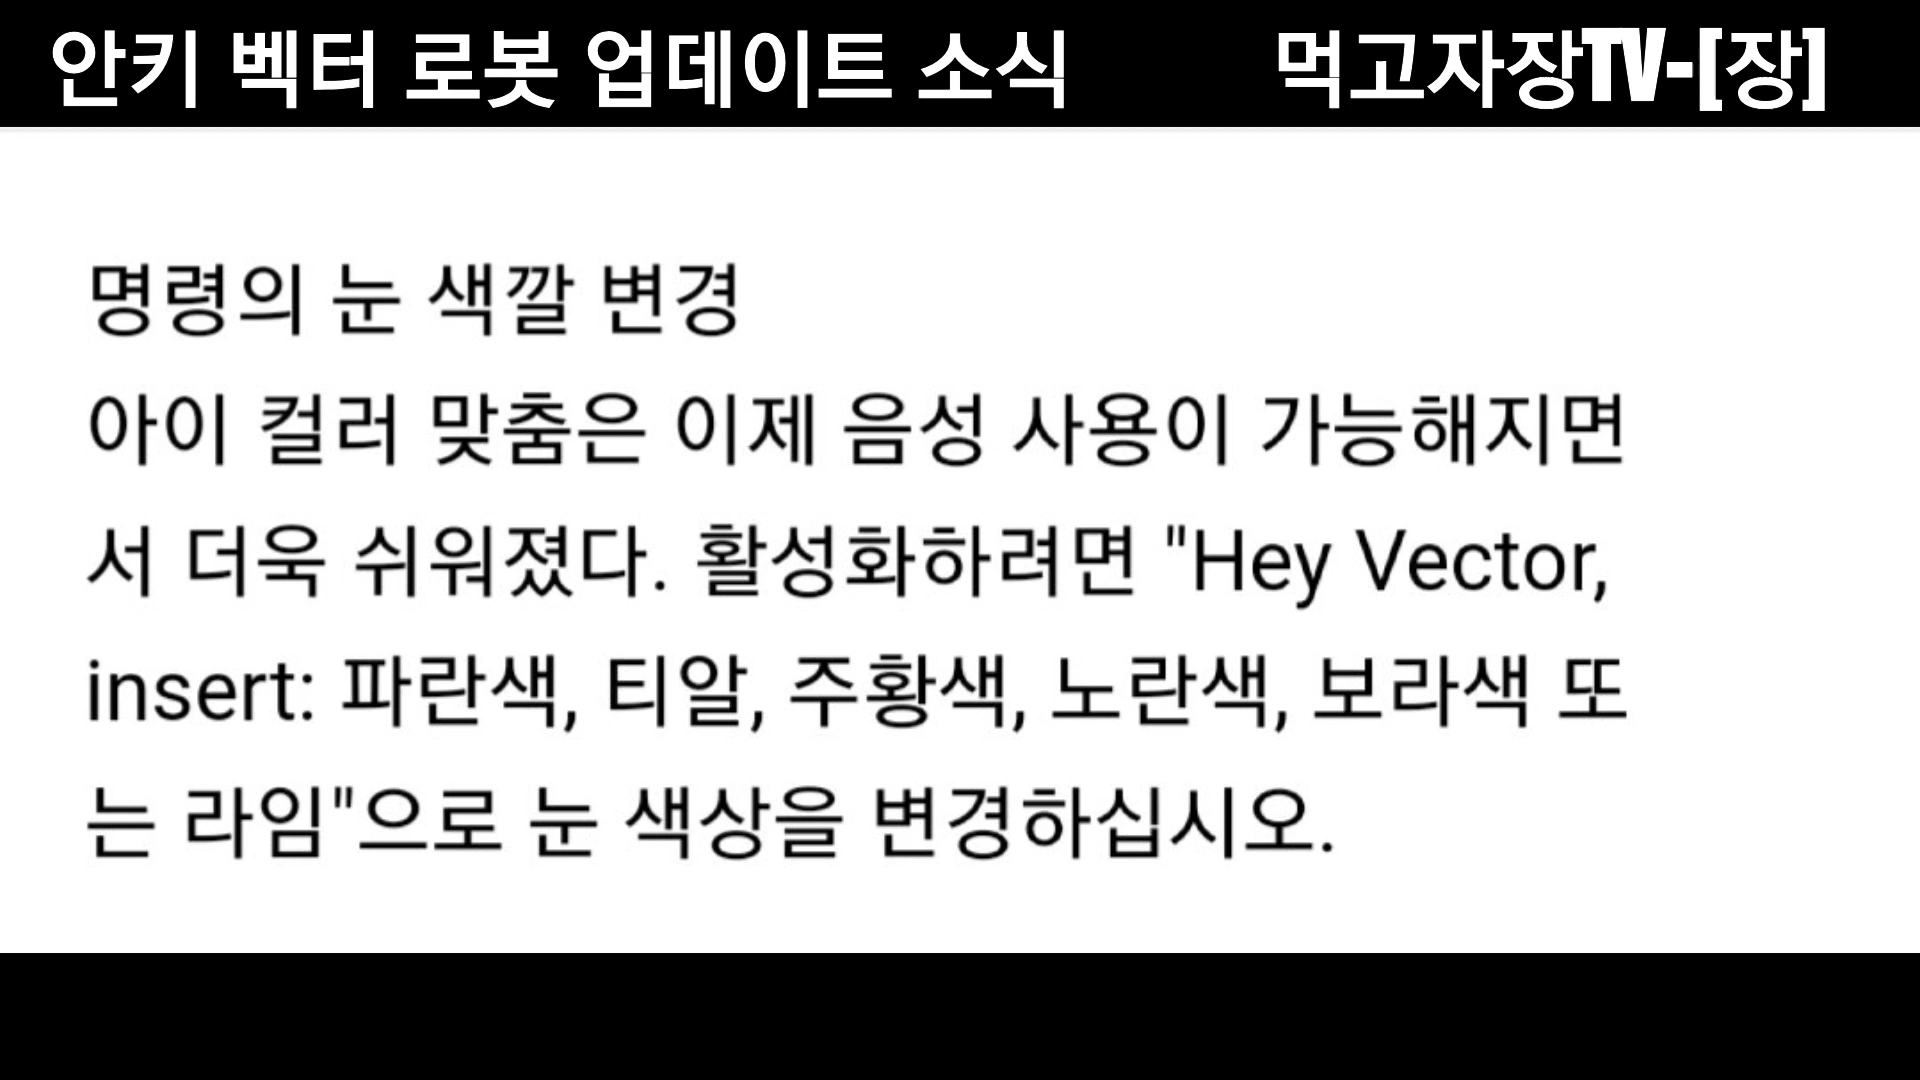 안키 벡터 로봇 업데이트 소식
먹고자장TV-[장]
명령의 눈 색깔 변경
아이 컬러 맞춤은 이제 음성 사용이 가능해지면
서 더욱 쉬워졌다. 활성화하려면 "Hey Vector,
insert: 파란색, 티알, 주황색, 노란색, 보라색 또
는 라임"으로 눈 색상을 변경하십시오.